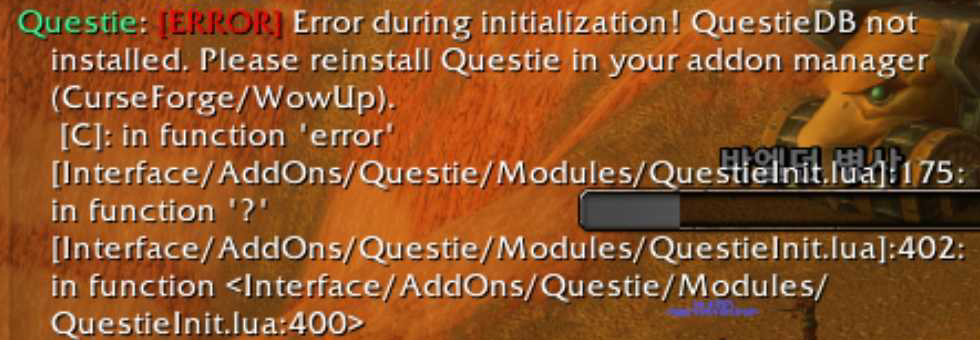 Questie: [ERROR] Error during initialization! QuestieDB not
installed. Please reinstall Questie in your addon manager
(CurseForge/WowUp).
[C]: in function 'error'
[Interface/AddOns/Questie/Modules/QuestieInit.lua]:175:
in function '?'
[Interface/AddOns/Questie/Modules/QuestieInit.lua]:402:
in function <Interface/AddOns/Questie/Modules/
QuestieInit.lua:400>